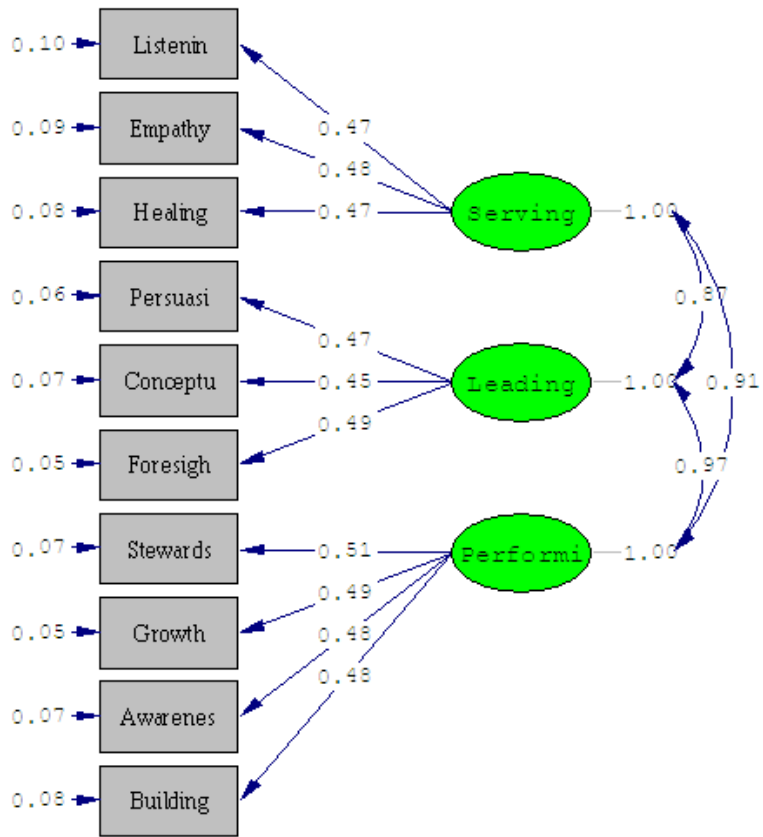 0.10 Listenin
0.47
0.09 Empathy
0.48
0.08 Healing 0.47 Serving 1.00
0.06 Persuasi
0.87
0.47
0.07 Conceptu 0.45 Leading 1.00 0.91
0.49
0.05 Foresigh
0.97
0.07 Stewards 0.51 Performi 1.00
0.49
0.05 Growth
0.48
0.48
0.07 Awarenes
0.08 Building